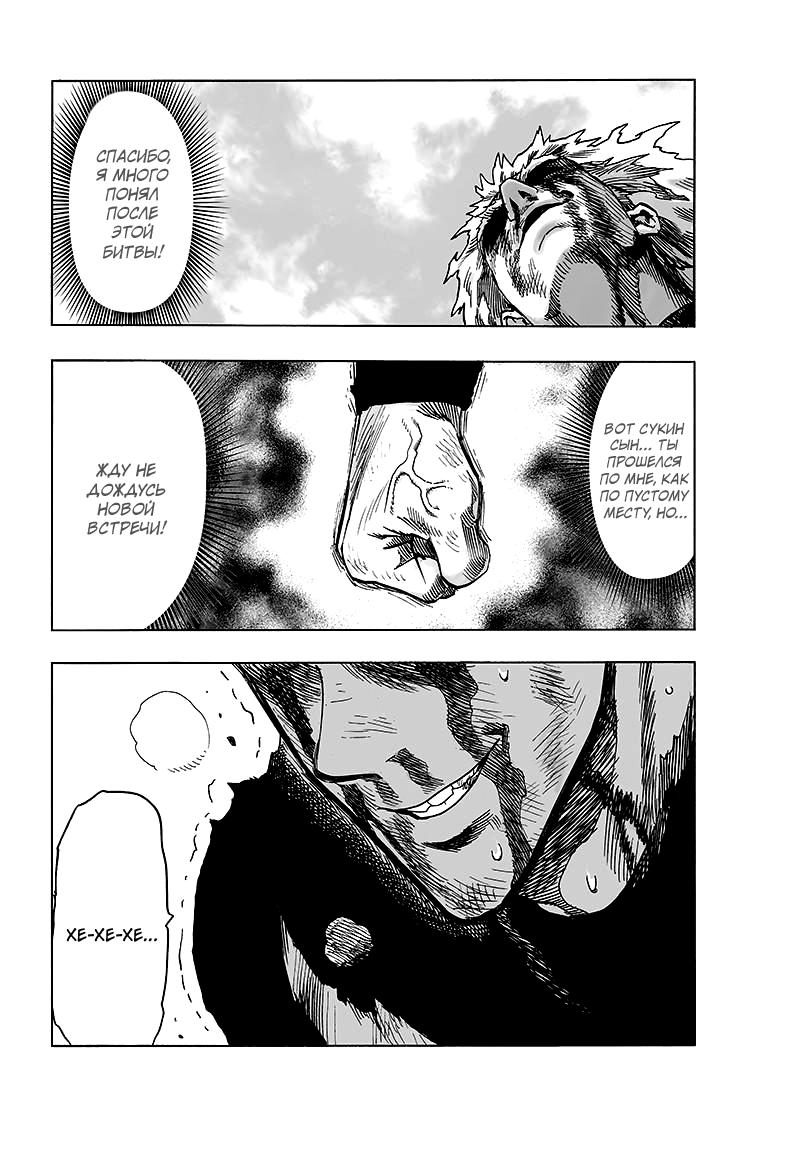 СПАСИБО,
Я МНОГО
ПОНЯЛ
ПОСЛЕ
ЭТОЙ
БИТВЫ!
ВОТ СУКИН
СЫН... ТЫ
ПРОШЕЛСЯ
ПО МНЕ, КАК
ПО ПУСТОМУ
МЕСТУ, НО...
ЖДУ НЕ
ДОЖДУСЬ
НОВОЙ
ВСТРЕЧИ!
ХЕ-ХЕ-ХЕ...